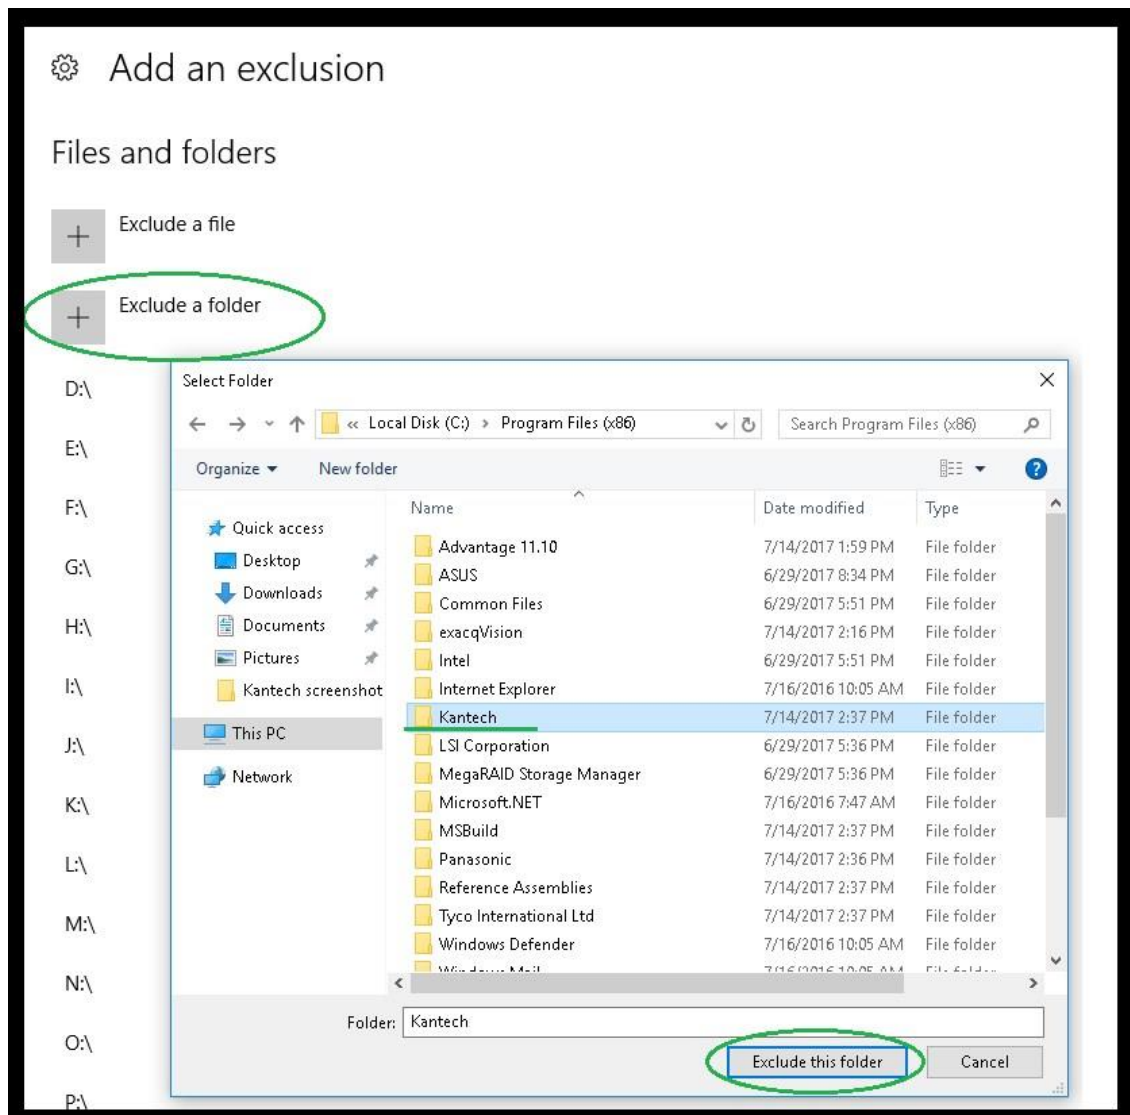 Add an exclusion
Files and folders
Exclude a file
Exclude a folder
D:\
E:\
F:\
G:\
H:\
I:\
J:\
K:\
L:\
M:\
N:\
O:\
P:\
Select Folder
« Local Disk (C:) › Program Files (x86)
Search Program Files (x86)
Organize
New folder
Quick access
Desktop
Downloads
Documents
Pictures
Kantech screenshot
This PC
Network
Name Date modified Type
Advantage 11.10 7/14/2017 1:59 PM File folder
ASUS 6/29/2017 8:34 PM File folder
Common Files 6/29/2017 5:51 PM File folder
exacqVision 7/14/2017 2:16 PM File folder
Intel 6/29/2017 5:51 PM File folder
Internet Explorer 7/16/2016 10:05 AM File folder
Kantech 7/14/2017 2:37 PM File folder
LSI Corporation 6/29/2017 5:36 PM File folder
MegaRAID Storage Manager 6/29/2017 5:36 PM File folder
Microsoft.NET 7/16/2016 7:47 AM File folder
MSBuild 7/14/2017 2:37 PM File folder
Panasonic 7/14/2017 2:36 PM File folder
Reference Assemblies 7/14/2017 2:37 PM File folder
Tyco International Ltd 7/14/2017 2:37 PM File folder
Windows Defender 7/16/2016 10:05 AM File folder
Windows Mail 7/16/2016 10:05 AM File folder
Folder: Kantech
Exclude this folder
Cancel